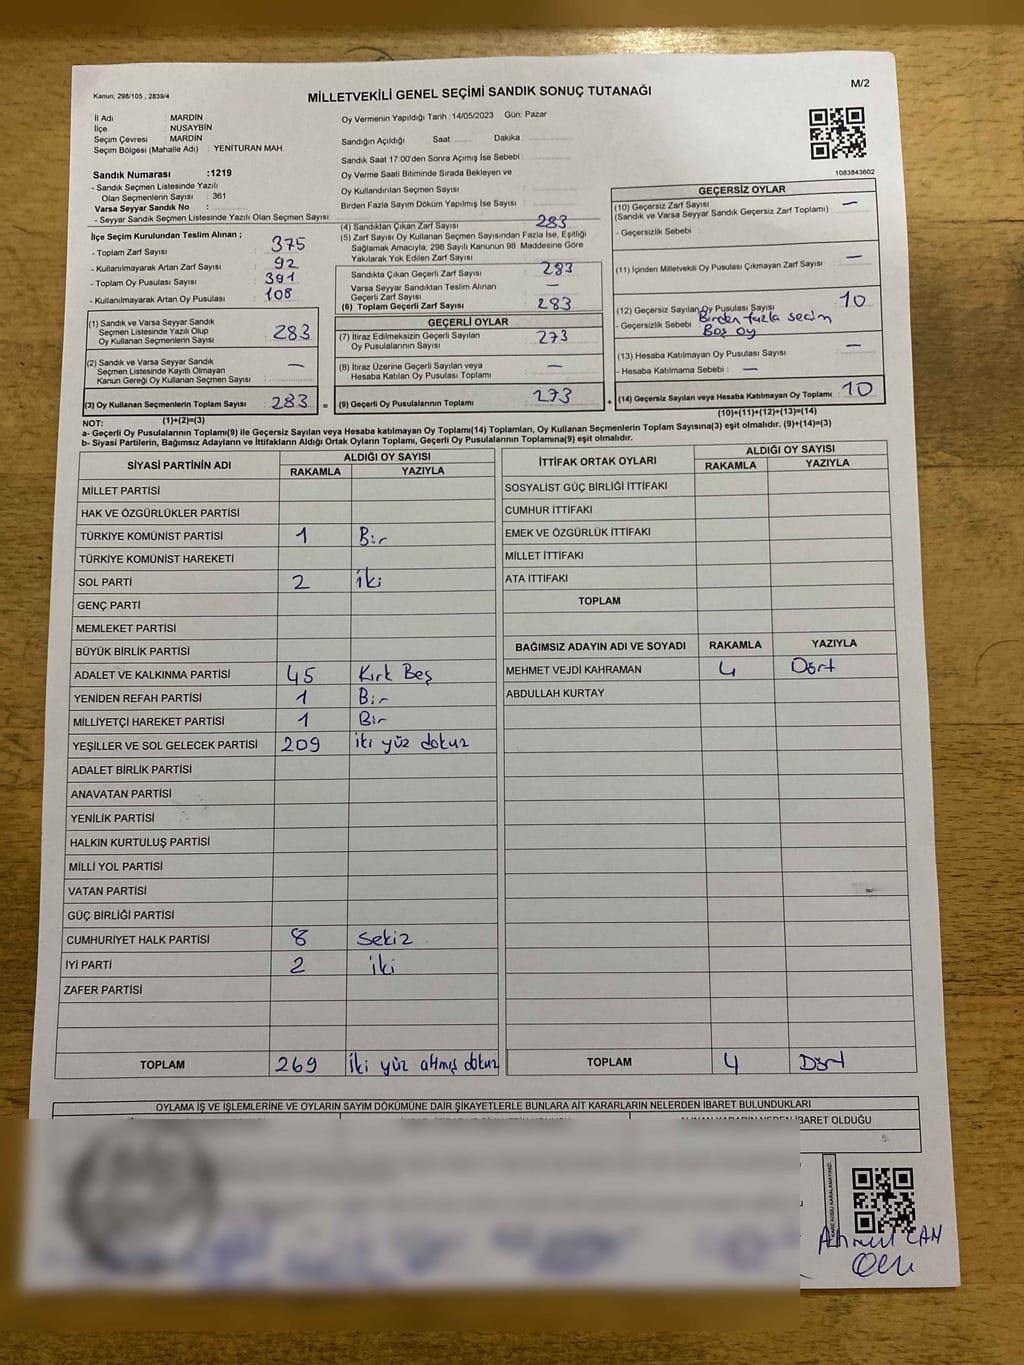 Kanun; 298/105 , 2839/4
MİLLETVEKİLİ GENEL SEÇİMİ SANDIK SONUÇ TUTANAĞI
M/2
İl Adı : MARDİN
İlçe : NUSAYBİN
Seçim Çevresi : MARDİN
Seçim Bölgesi (Mahalle Adı) : YENİTURAN MAH.
Sandık Numarası :1219
- Sandık Seçmen Listesinde Yazılı
Olan Seçmenlerin Sayısı : 361
Varsa Seyyar Sandık No :
- Seyyar Sandık Seçmen Listesinde Yazılı Olan Seçmen Sayısı :
Oy Vermenin Yapıldığı Tarih :14/05/2023 Gün: Pazar
Sandığın Açıldığı Saat: Dakika :
Sandık Saat 17:00'den Sonra Açımış İse Sebebi :
Oy Verme Saati Bitiminde Sırada Bekleyen ve
Oy Kullandırılan Seçmen Sayısı :
Birden Fazla Sayım Döküm Yapılmış İse Sayısı :
1083843602
İlçe Seçim Kurulundan Teslim Alınan ;
- Toplam Zarf Sayısı : 375
- Kullanılmayarak Artan Zarf Sayısı : 92
- Toplam Oy Pusulası Sayısı : 391
- Kullanılmayarak Artan Oy Pusulası : 108
(1) Sandık ve Varsa Seyyar Sandık
Seçmen Listesinde Yazılı Olup
Oy Kullanan Seçmenlerin Sayısı : 283
(2) Sandık ve Varsa Seyyar Sandık
Seçmen Listesinde Kayıtlı Olmayan
Kanun Gereği Oy Kullanan Seçmen Sayısı : —
(3) Oy Kullanan Seçmenlerin Toplam Sayısı : 283 =
(1)+(2)=(3)
(4) Sandıktan Çıkan Zarf Sayısı : 283
(5) Zarf Sayısı Oy Kullanan Seçmen Sayısından Fazla İse, Eşitliği
Sağlamak Amacıyla, 298 Sayılı Kanunun 98. Maddesine Göre
Yakılarak Yok Edilen Zarf Sayısı :
Sandıkta Çıkan Geçerli Zarf Sayısı : 283
Varsa Seyyar Sandıktan Teslim Alınan
Geçerli Zarf Sayısı : —
(6) Toplam Geçerli Zarf Sayısı : 283
GEÇERLİ OYLAR
(7) İtiraz Edilmeksizin Geçerli Sayılan
Oy Pusulalarının Sayısı : 273
(8) İtiraz Üzerine Geçerli Sayılan veya
Hesaba Katılan Oy Pusulası Toplamı : —
(9) Geçerli Oy Pusulalarının Toplamı : 273 +
GEÇERSİZ OYLAR
(10) Geçersiz Zarf Sayısı : —
(Sandık ve Varsa Seyyar Sandık Geçersiz Zarf Toplamı)
- Geçersizlik Sebebi :
(11) İçinden Milletvekili Oy Pusulası Çıkmayan Zarf Sayısı : —
(12) Geçersiz Sayılan Oy Pusulası Sayısı : 10
- Geçersizlik Sebebi : Birden fazla seçim
Boş oy
(13) Hesaba Katılmayan Oy Pusulası Sayısı : —
- Hesaba Katılmama Sebebi : —
(14) Geçersiz Sayılan veya Hesaba Katılmayan Oy Toplamı : 10
(10)+(11)+(12)+(13)=(14)
NOT:
a- Geçerli Oy Pusulalarının Toplamı(9) ile Geçersiz Sayılan veya Hesaba katılmayan Oy Toplamı(14) Toplamları, Oy Kullanan Seçmenlerin Toplam Sayısına(3) eşit olmalıdır. (9)+(14)=(3)
b- Siyasi Partilerin, Bağımsız Adayların ve İttifakların Aldığı Ortak Oyların Toplamı, Geçerli Oy Pusulalarının Toplamına(9) eşit olmalıdır.
SİYASİ PARTİNİN ADI ALDIĞI OY SAYISI
RAKAMLA YAZIYLA
MİLLET PARTİSİ
HAK VE ÖZGÜRLÜKLER PARTİSİ
TÜRKİYE KOMÜNİST PARTİSİ 1 Bir
TÜRKİYE KOMÜNİST HAREKETİ
SOL PARTİ 2 iki
GENÇ PARTİ
MEMLEKET PARTİSİ
BÜYÜK BİRLİK PARTİSİ
ADALET VE KALKINMA PARTİSİ 45 Kırk Beş
YENİDEN REFAH PARTİSİ 1 Bir
MİLLİYETÇİ HAREKET PARTİSİ 1 Bir
YEŞİLLER VE SOL GELECEK PARTİSİ 209 iki yüz dokuz
ADALET BİRLİK PARTİSİ
ANAVATAN PARTİSİ
YENİLİK PARTİSİ
HALKIN KURTULUŞ PARTİSİ
MİLLİ YOL PARTİSİ
VATAN PARTİSİ
GÜÇ BİRLİĞİ PARTİSİ
CUMHURİYET HALK PARTİSİ 8 Sekiz
İYİ PARTİ 2 iki
ZAFER PARTİSİ
TOPLAM 269 iki yüz altmış dokuz
İTTİFAK ORTAK OYLARI ALDIĞI OY SAYISI
RAKAMLA YAZIYLA
SOSYALİST GÜÇ BİRLİĞİ İTTİFAKI
CUMHUR İTTİFAKI
EMEK VE ÖZGÜRLÜK İTTİFAKI
MİLLET İTTİFAKI
ATA İTTİFAKI
TOPLAM
BAĞIMSIZ ADAYIN ADI VE SOYADI RAKAMLA YAZIYLA
MEHMET VEJDİ KAHRAMAN 4 Dört
ABDULLAH KURTAY
TOPLAM 4 Dört
OYLAMA İŞ VE İŞLEMLERİNE VE OYLARIN SAYIM DÖKÜMÜNE DAİR ŞİKAYETLERLE BUNLARA AİT KARARLARIN NELERDEN İBARET BULUNDUKLARI
ALINAN KARARIN NEDEN İBARET OLDUĞU
KARE KODU KARALAMAYINIZ!
Ahmet CAN